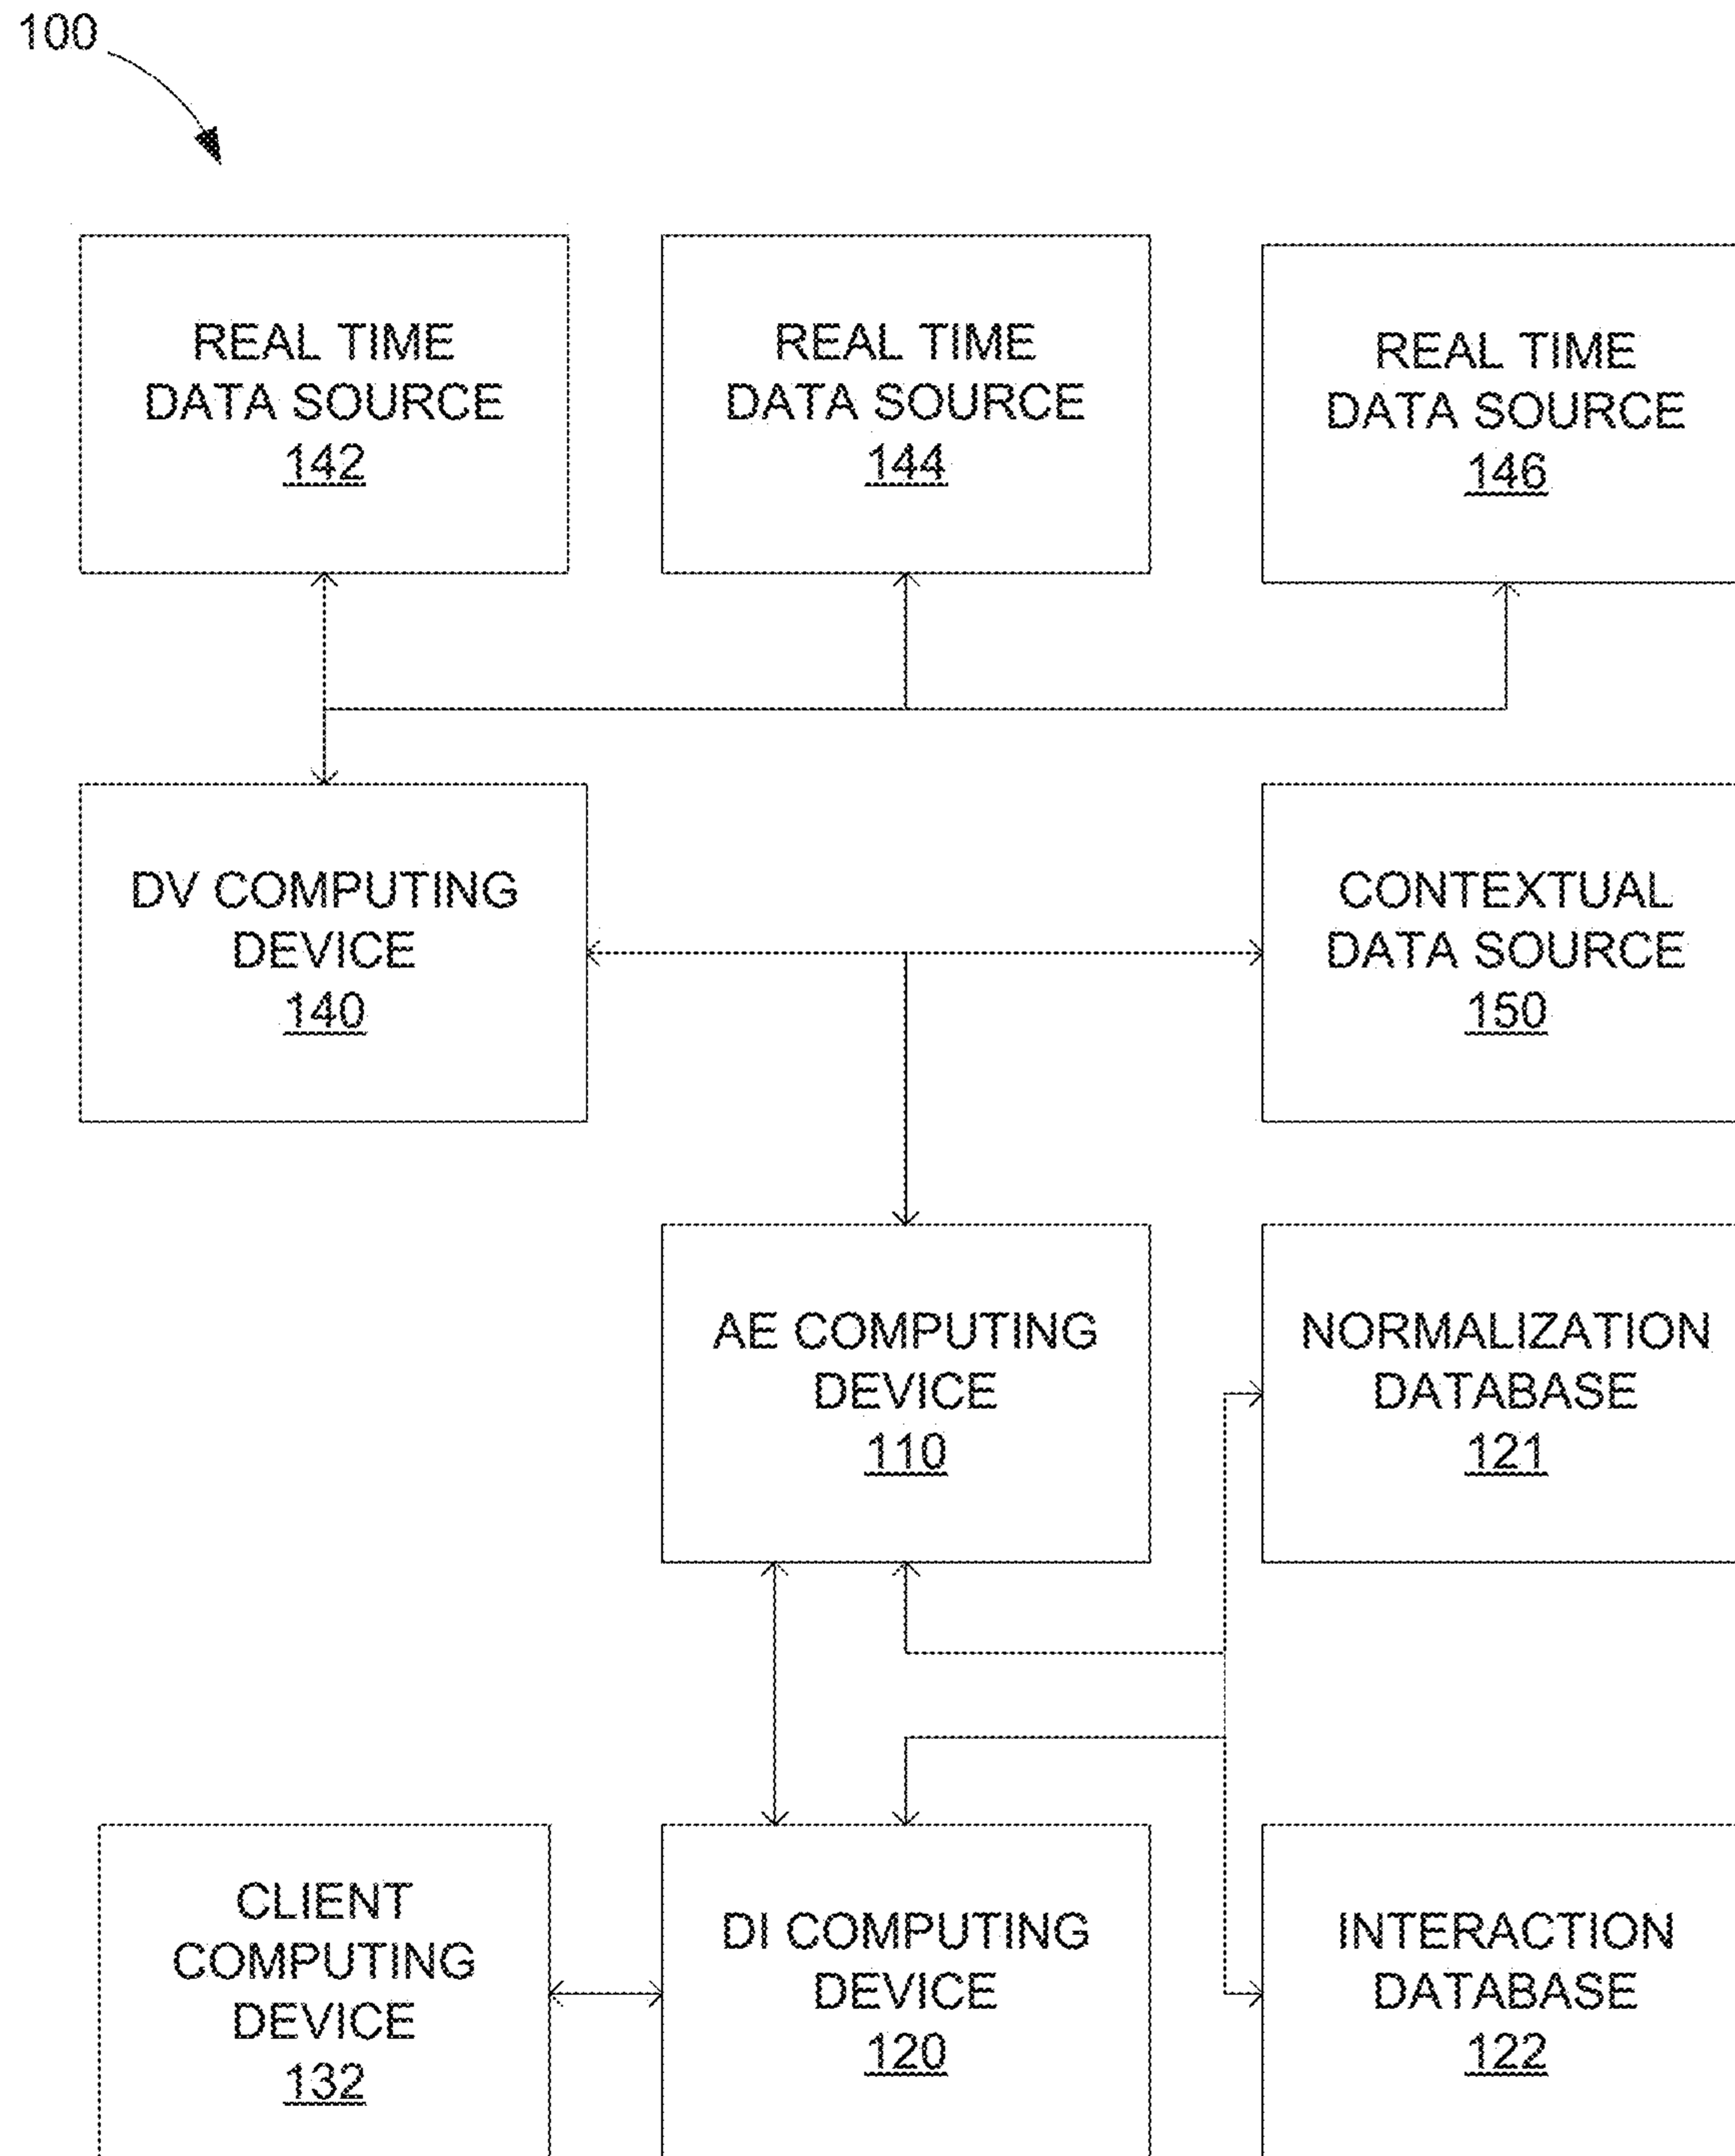 100
REAL TIME
DATA SOURCE
142
REAL TIME
DATA SOURCE
144
REAL TIME
DATA SOURCE
146
DV COMPUTING
DEVICE
140
CONTEXTUAL
DATA SOURCE
150
AE COMPUTING
DEVICE
110
NORMALIZATION
DATABASE
121
CLIENT
COMPUTING
DEVICE
132
DI COMPUTING
DEVICE
120
INTERACTION
DATABASE
122